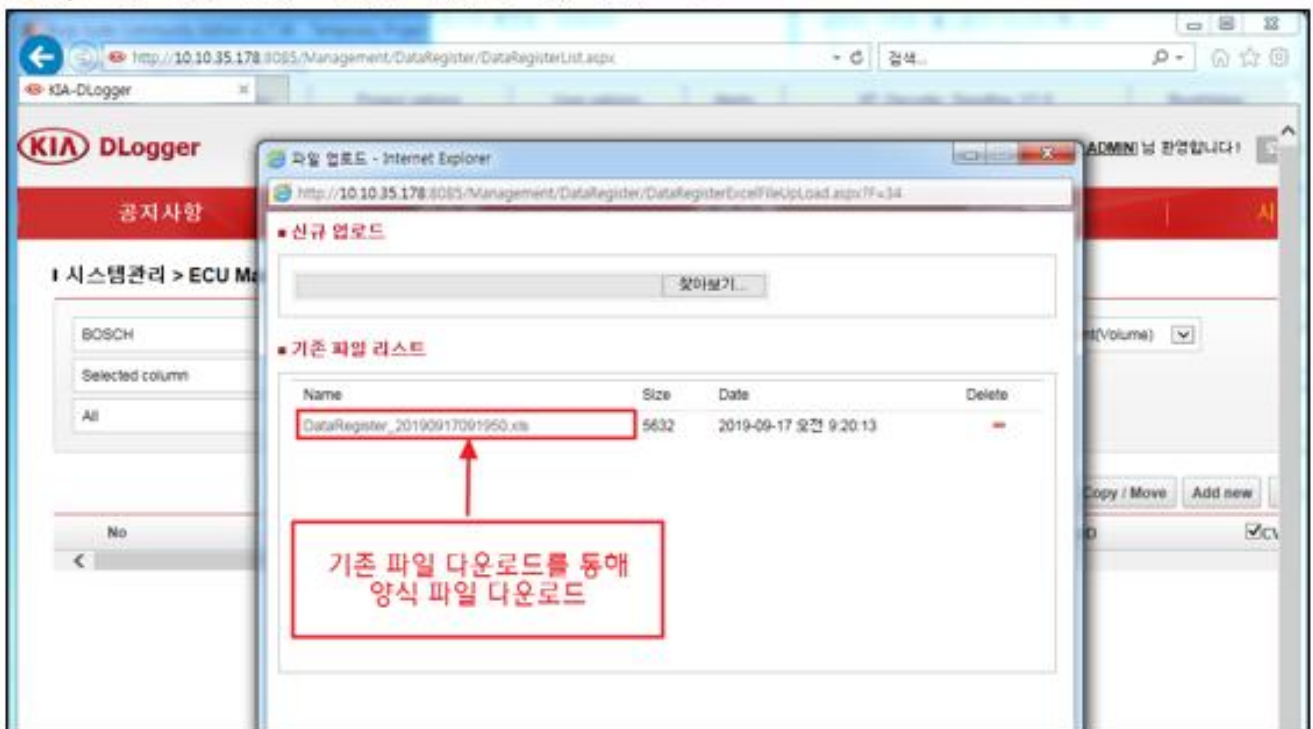 http://10.10.35.178:8085/Management/DataRegister/DataRegisterList.aspx
검색...
KIA-DLogger
KIA DLogger
ADMIN 님 환영합니다!
파일 업로드 - Internet Explorer
http://10.10.35.178:8085/Management/DataRegister/DataRegisterExcelFileUpLoad.aspx?F=34
공지사항
시
신규 업로드
시스템관리 > ECU Ma
찾아보기...
BOSCH
nt(Volume)
기존 파일 리스트
Selected column
Name Size Date Delete
All
DataRegister_20190917091950.xls 5632 2019-09-17 오전 9:20:13
Copy / Move Add new
No
D CV
기존 파일 다운로드를 통해
양식 파일 다운로드